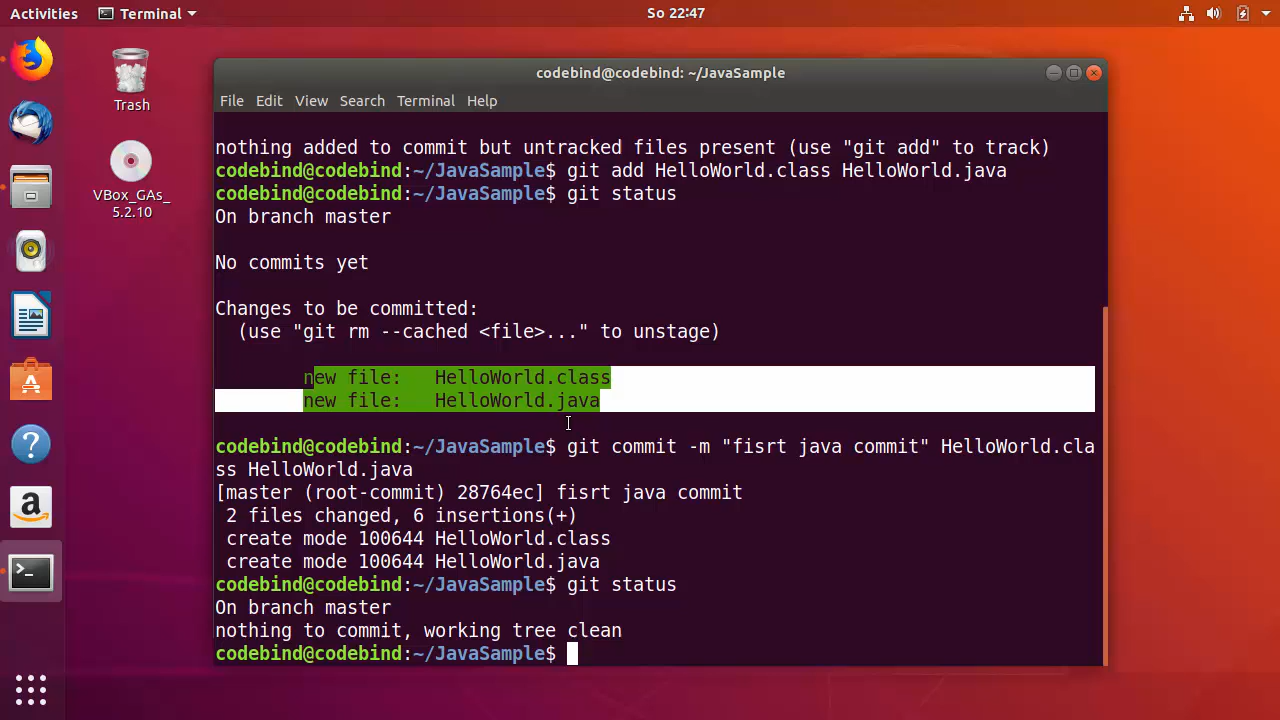 Activities
Terminal
So 22:47
Trash
VBox_GAs_
5.2.10
codebind@codebind: ~/JavaSample
File Edit View Search Terminal Help
nothing added to commit but untracked files present (use "git add" to track)
codebind@codebind:~/JavaSample$ git add HelloWorld.class HelloWorld.java
codebind@codebind:~/JavaSample$ git status
On branch master
No commits yet
Changes to be committed:
(use "git rm --cached <file>..." to unstage)
new file: HelloWorld.class
new file: HelloWorld.java
codebind@codebind:~/JavaSample$ git commit -m "fisrt java commit" HelloWorld.cla
ss HelloWorld.java
[master (root-commit) 28764ec] fisrt java commit
2 files changed, 6 insertions(+)
create mode 100644 HelloWorld.class
create mode 100644 HelloWorld.java
codebind@codebind:~/JavaSample$ git status
On branch master
nothing to commit, working tree clean
codebind@codebind:~/JavaSample$